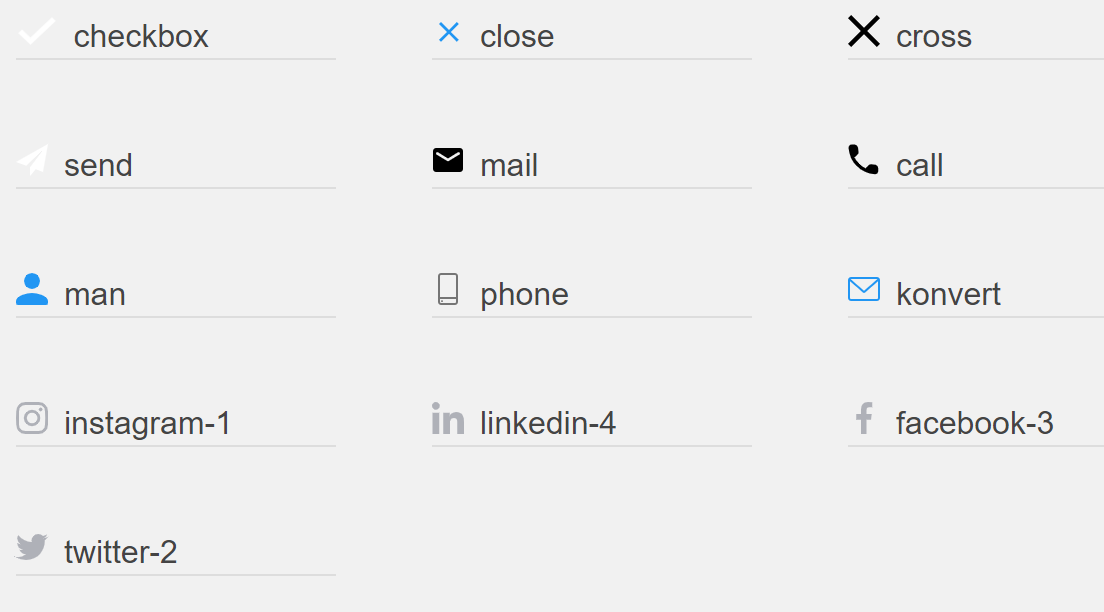 checkbox
close
cross
send
mail
call
man
phone
konvert
instagram-1
linkedin-4
facebook-3
twitter-2